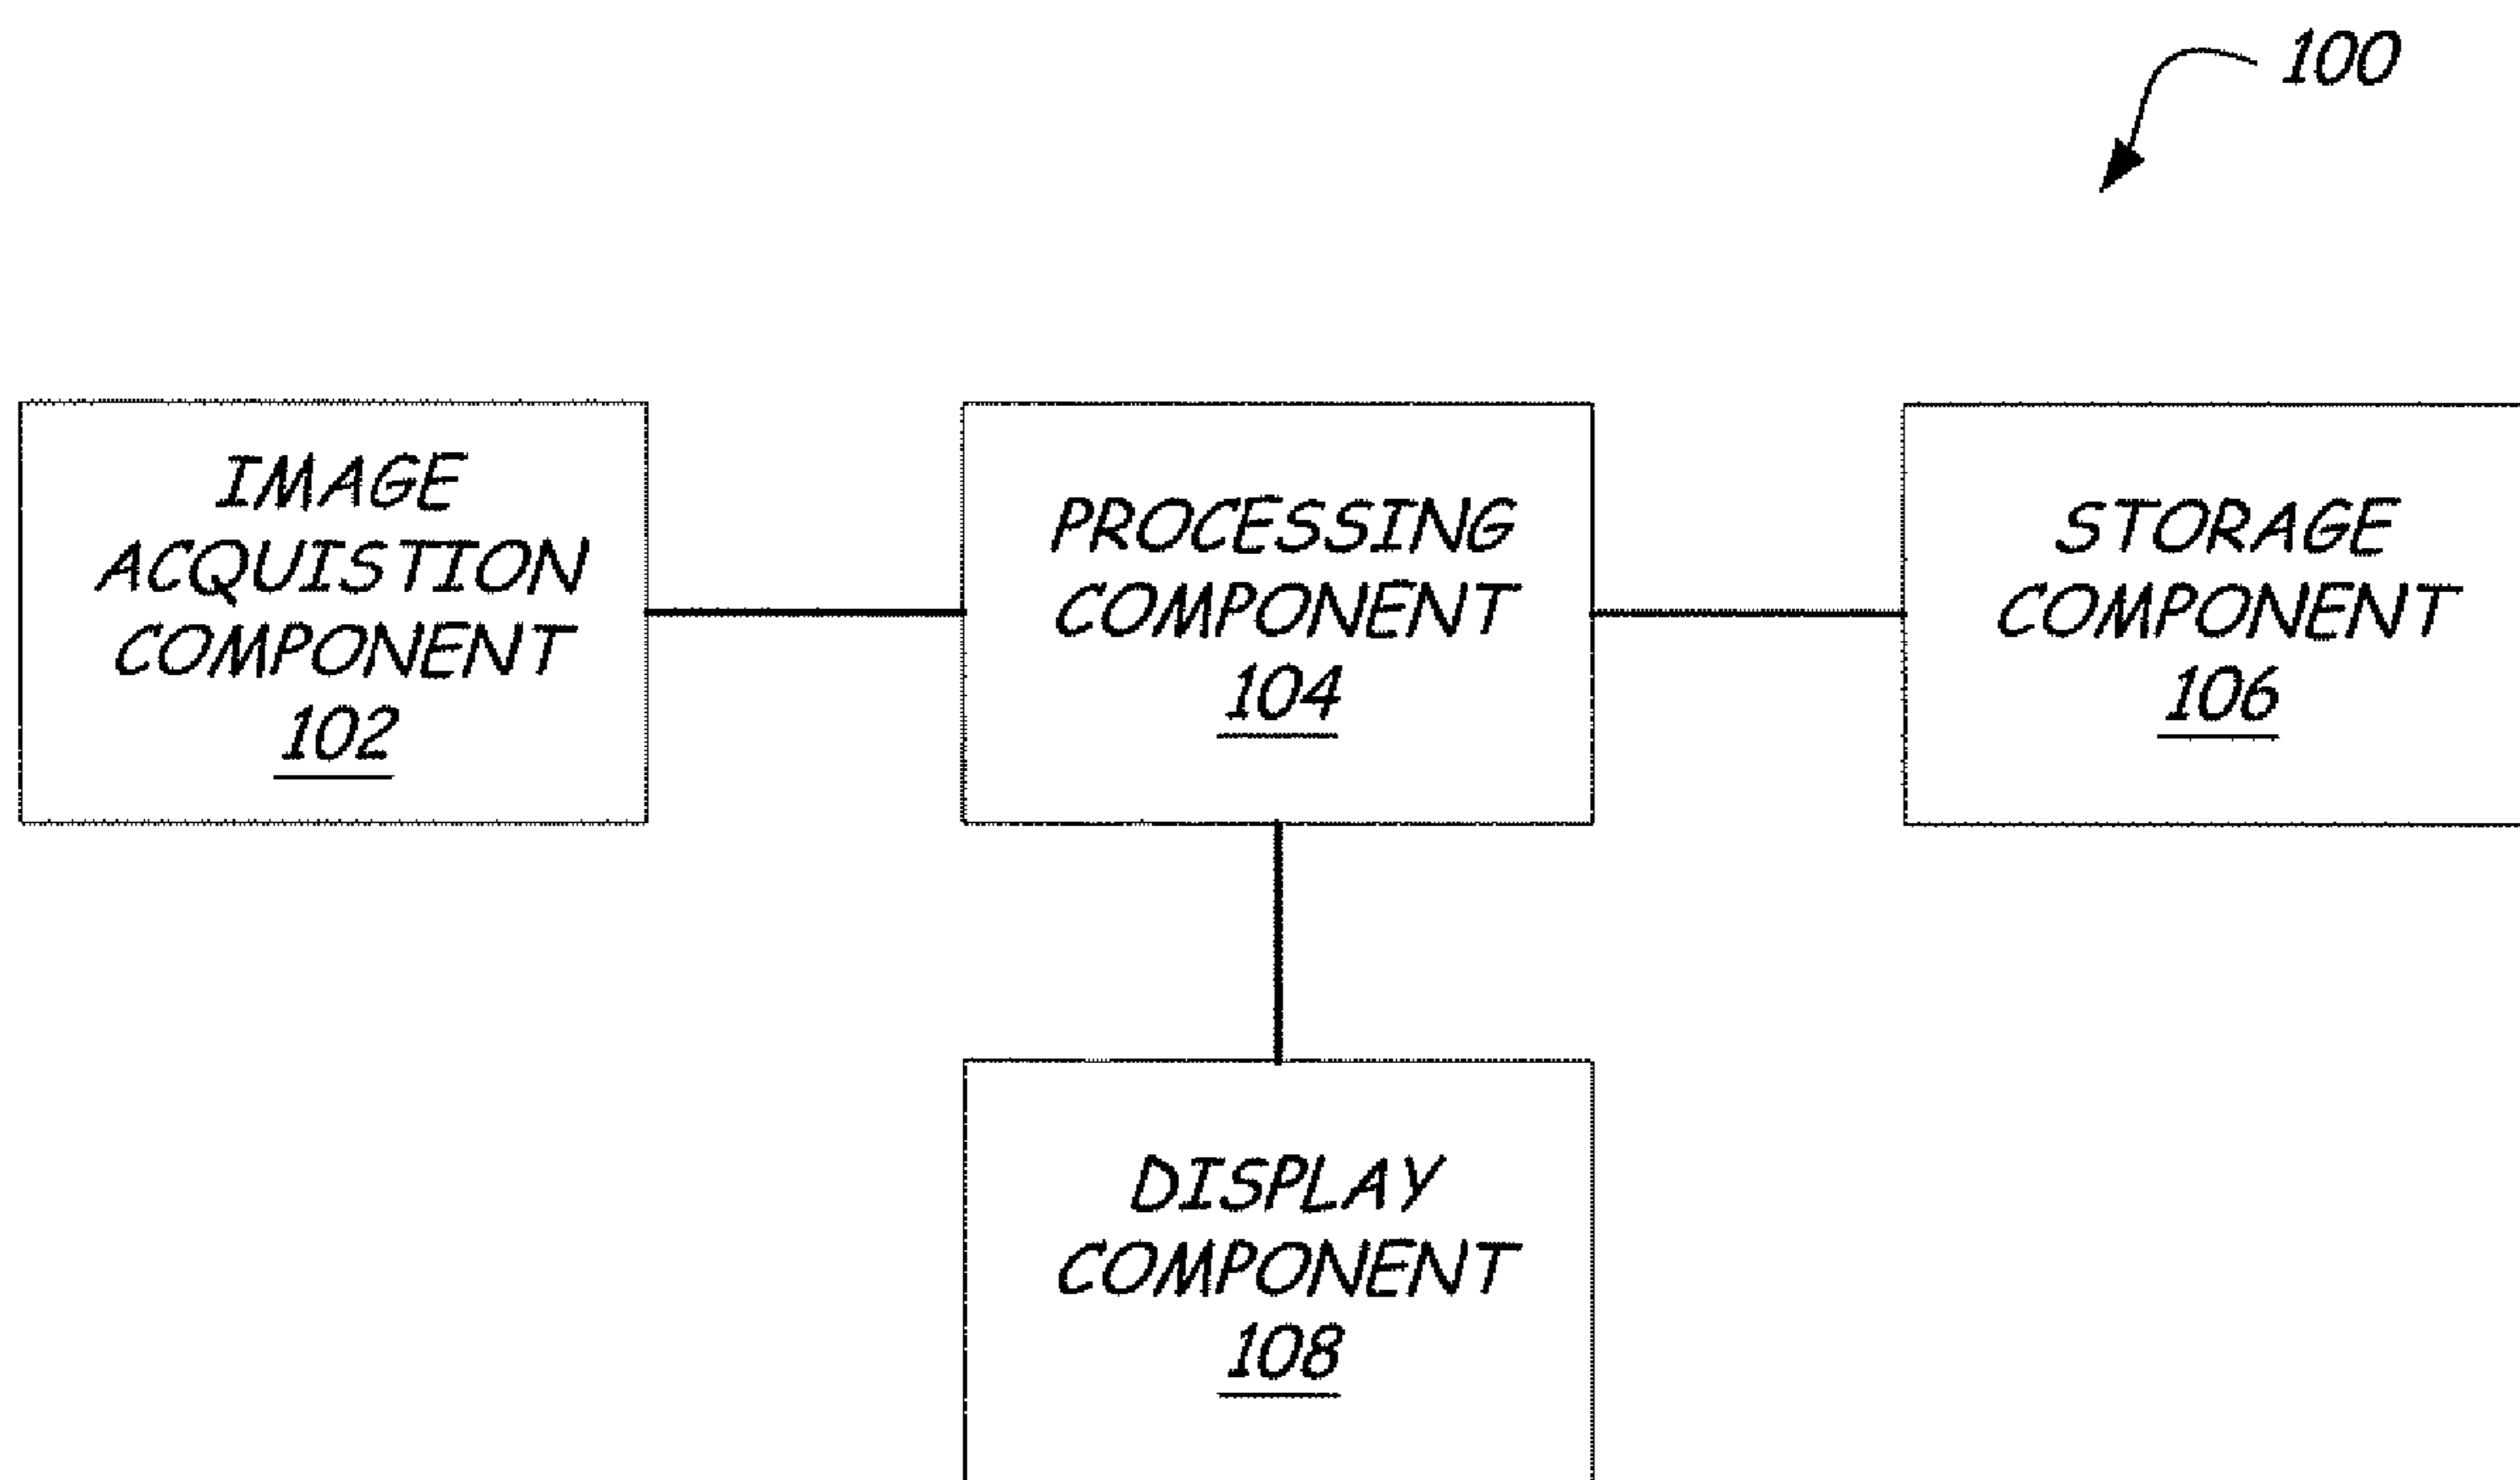 100
IMAGE
ACQUISTION
COMPONENT
102
PROCESSING
COMPONENT
104
STORAGE
COMPONENT
106
DISPLAY
COMPONENT
108